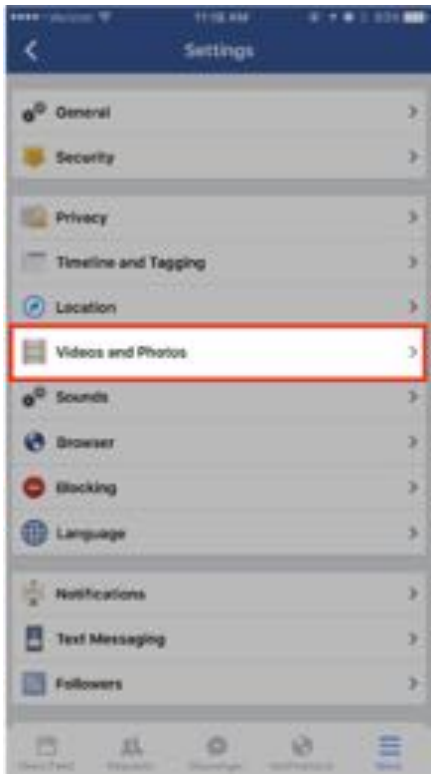 Settings
General
Security
Privacy
Timeline and Tagging
Location
Videos and Photos
Sounds
Browser
Blocking
Language
Notifications
Text Messaging
Followers